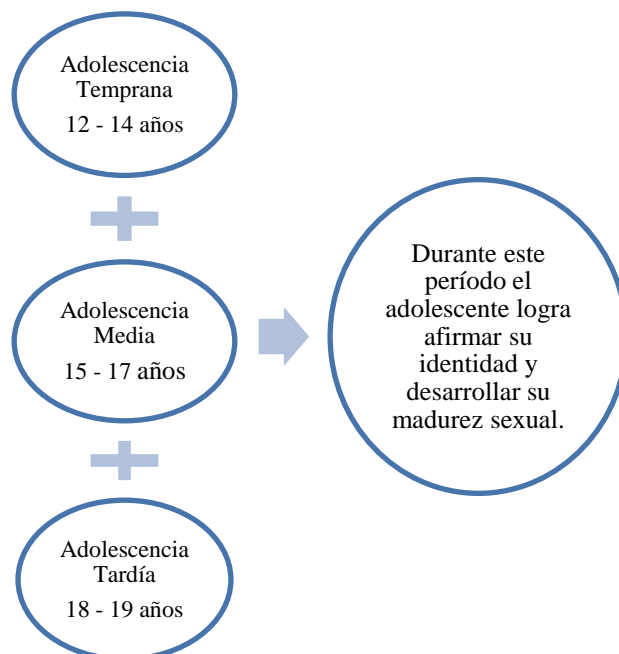 Adolescencia
Temprana
12 - 14 años
Adolescencia
Media
15 - 17 años
Adolescencia
Tardía
18 - 19 años
Durante este
período el
adolescente logra
afirmar su
identidad y
desarrollar su
madurez sexual.